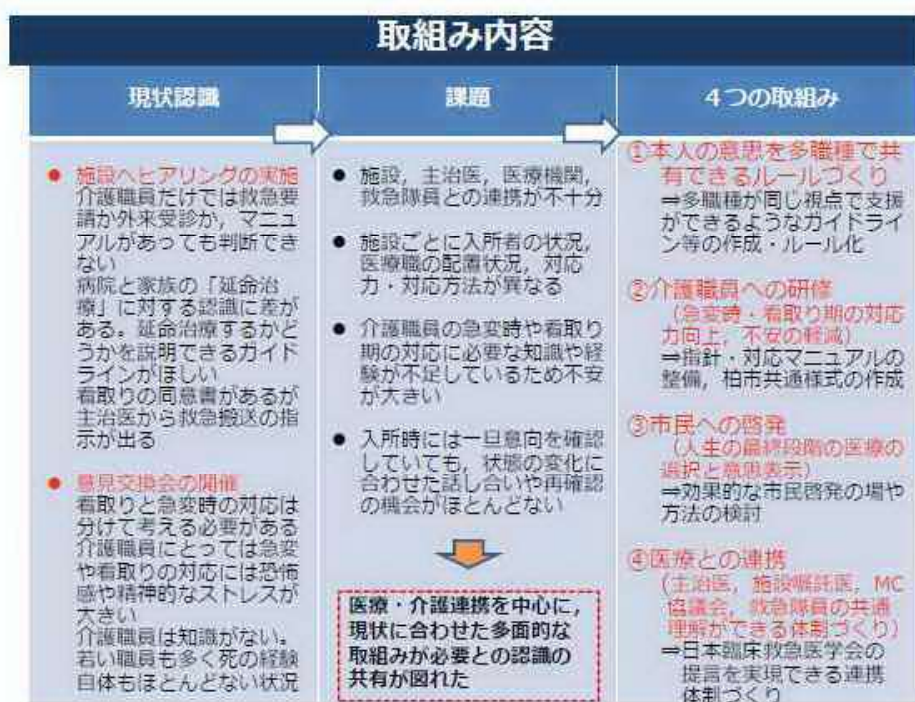 取組み内容
現状認識
● 施設へヒアリングの実施
介護職員だけでは救急要
請か外来受診か，マニュ
アルがあっても判断でき
ない
病院と家族の「延命治
療」に対する認識に差が
ある。延命治療するかど
うかを説明できるガイド
ラインがほしい
看取りの同意書があるが
主治医から救急搬送の指
示が出る
● 意見交換会の開催
看取りと急変時の対応は
分けて考える必要がある
介護職員にとっては急変
や看取りの対応には恐怖
感や精神的なストレスが
大きい
介護職員は知識がない。
若い職員も多く死の経験
自体もほとんどない状況
課題
● 施設，主治医，医療機関，
救急隊員との連携が不十分
● 施設ごとに入所者の状況，
医療職の配置状況，対応
力・対応方法が異なる
● 介護職員の急変時や看取り
期の対応に必要な知識や経
験が不足しているため不安
が大きい
● 入所時には一旦意向を確認
していても，状態の変化に
合わせた話し合いや再確認
の機会がほとんどない
医療・介護連携を中心に，
現状に合わせた多面的な
取組みが必要との認識の
共有が図れた
４つの取組み
①本人の意思を多職種で共
有できるルールづくり
⇒多職種が同じ視点で支援
ができるようなガイドライ
ン等の作成・ルール化
②介護職員への研修
（急変時・看取り期の対応
力向上，不安の軽減）
⇒指針・対応マニュアルの
整備，柏市共通様式の作成
③市民への啓発
（人生の最終段階の医療の
選択と意思表示）
⇒効果的な市民啓発の場や
方法の検討
④医療との連携
（主治医，施設嘱託医，MC
協議会，救急隊員の共通
理解ができる体制づくり）
⇒日本臨床救急医学会の
提言を実現できる連携
体制づくり